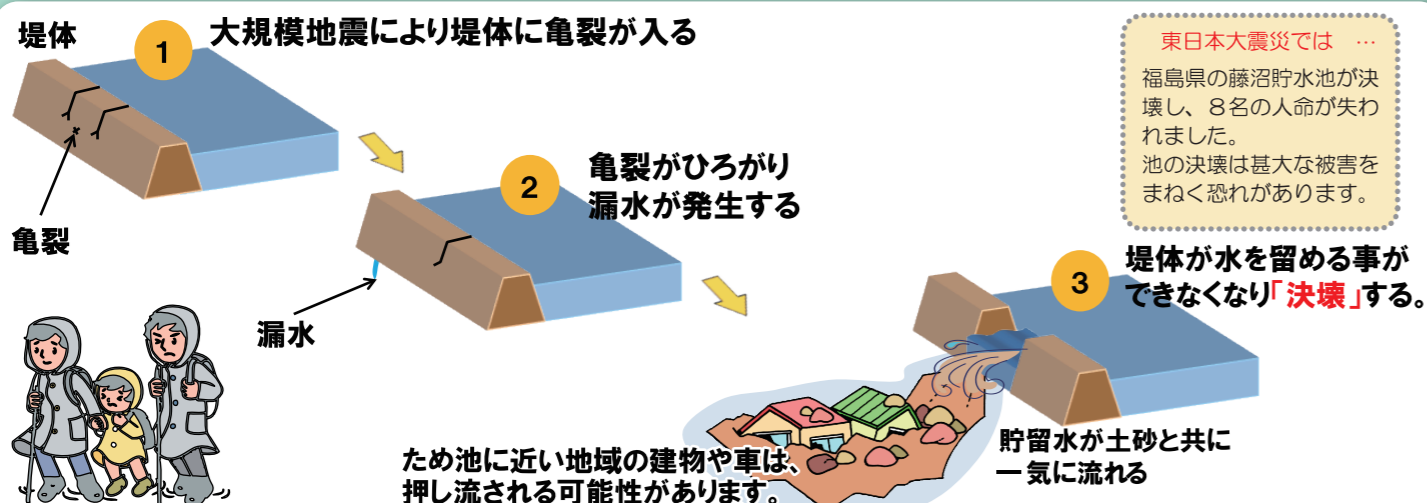 堤体
1
大規模地震により堤体に亀裂が入る
亀裂
2
亀裂がひろがり
漏水が発生する
漏水
東日本大震災では …
福島県の藤沼貯水池が決
壊し、８名の人命が失わ
れました。
池の決壊は甚大な被害を
まねく恐れがあります。
3
堤体が水を留める事が
できなくなり「決壊」する。
貯留水が土砂と共に
一気に流れる
ため池に近い地域の建物や車は、
押し流される可能性があります。